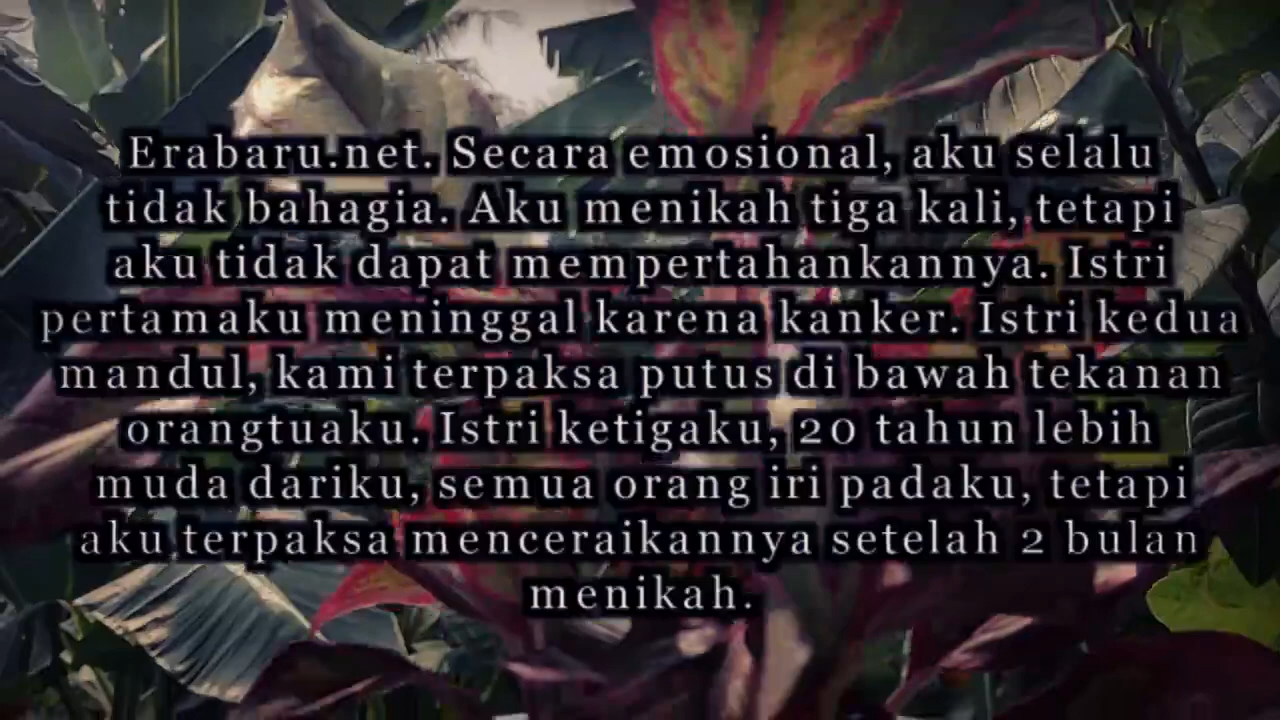 Erabaru.net. Secara emosional, aku selalu
tidak bahagia. Aku menikah tiga kali, tetapi
aku tidak dapat mempertahankannya. Istri
pertamaku meninggal karena kanker. Istri kedua
mandul, kami terpaksa putus di bawah tekanan
orangtuaku. Istri ketigaku, 20 tahun lebih
muda dariku, semua orang iri padaku, tetapi
aku terpaksa menceraikannya setelah 2 bulan
menikah.